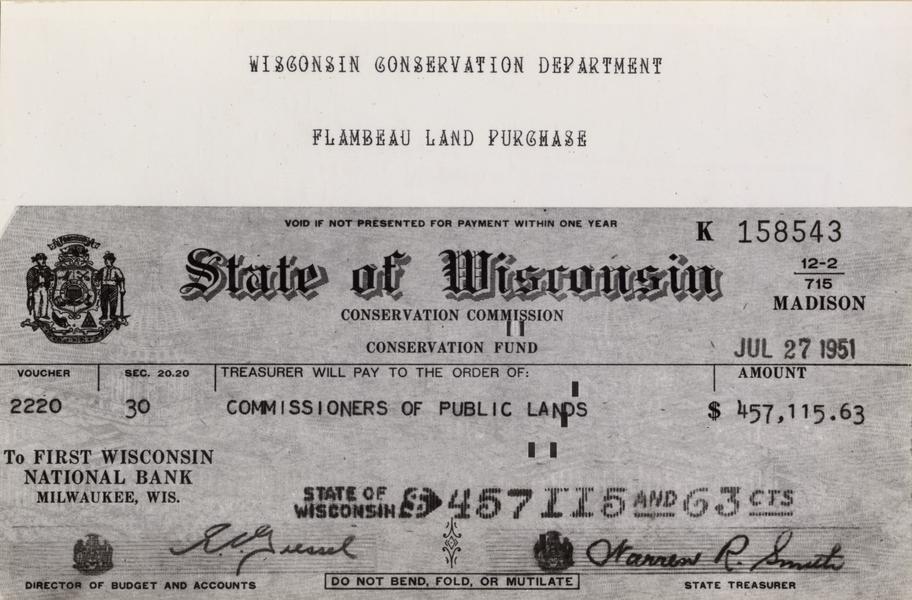 WISCONSIN CONSERVATION DEPARTMENT
FLAMBEAU LAND PURCHASE
VOID IF NOT PRESENTED FOR PAYMENT WITHIN ONE YEAR
K 158543
State of Wisconsin
12-2
715
MADISON
CONSERVATION COMMISSION
CONSERVATION FUND
JUL 27 1951
VOUCHER SEC. 20.20 TREASURER WILL PAY TO THE ORDER OF: AMOUNT
2220 30 COMMISSIONERS OF PUBLIC LANDS $ 457,115.63
To FIRST WISCONSIN
NATIONAL BANK
MILWAUKEE, WIS.
STATE OF
WISCONSIN $457115 AND 63 CTS
E. C. Giessel Warren R. Smith
DIRECTOR OF BUDGET AND ACCOUNTS DO NOT BEND, FOLD, OR MUTILATE STATE TREASURER